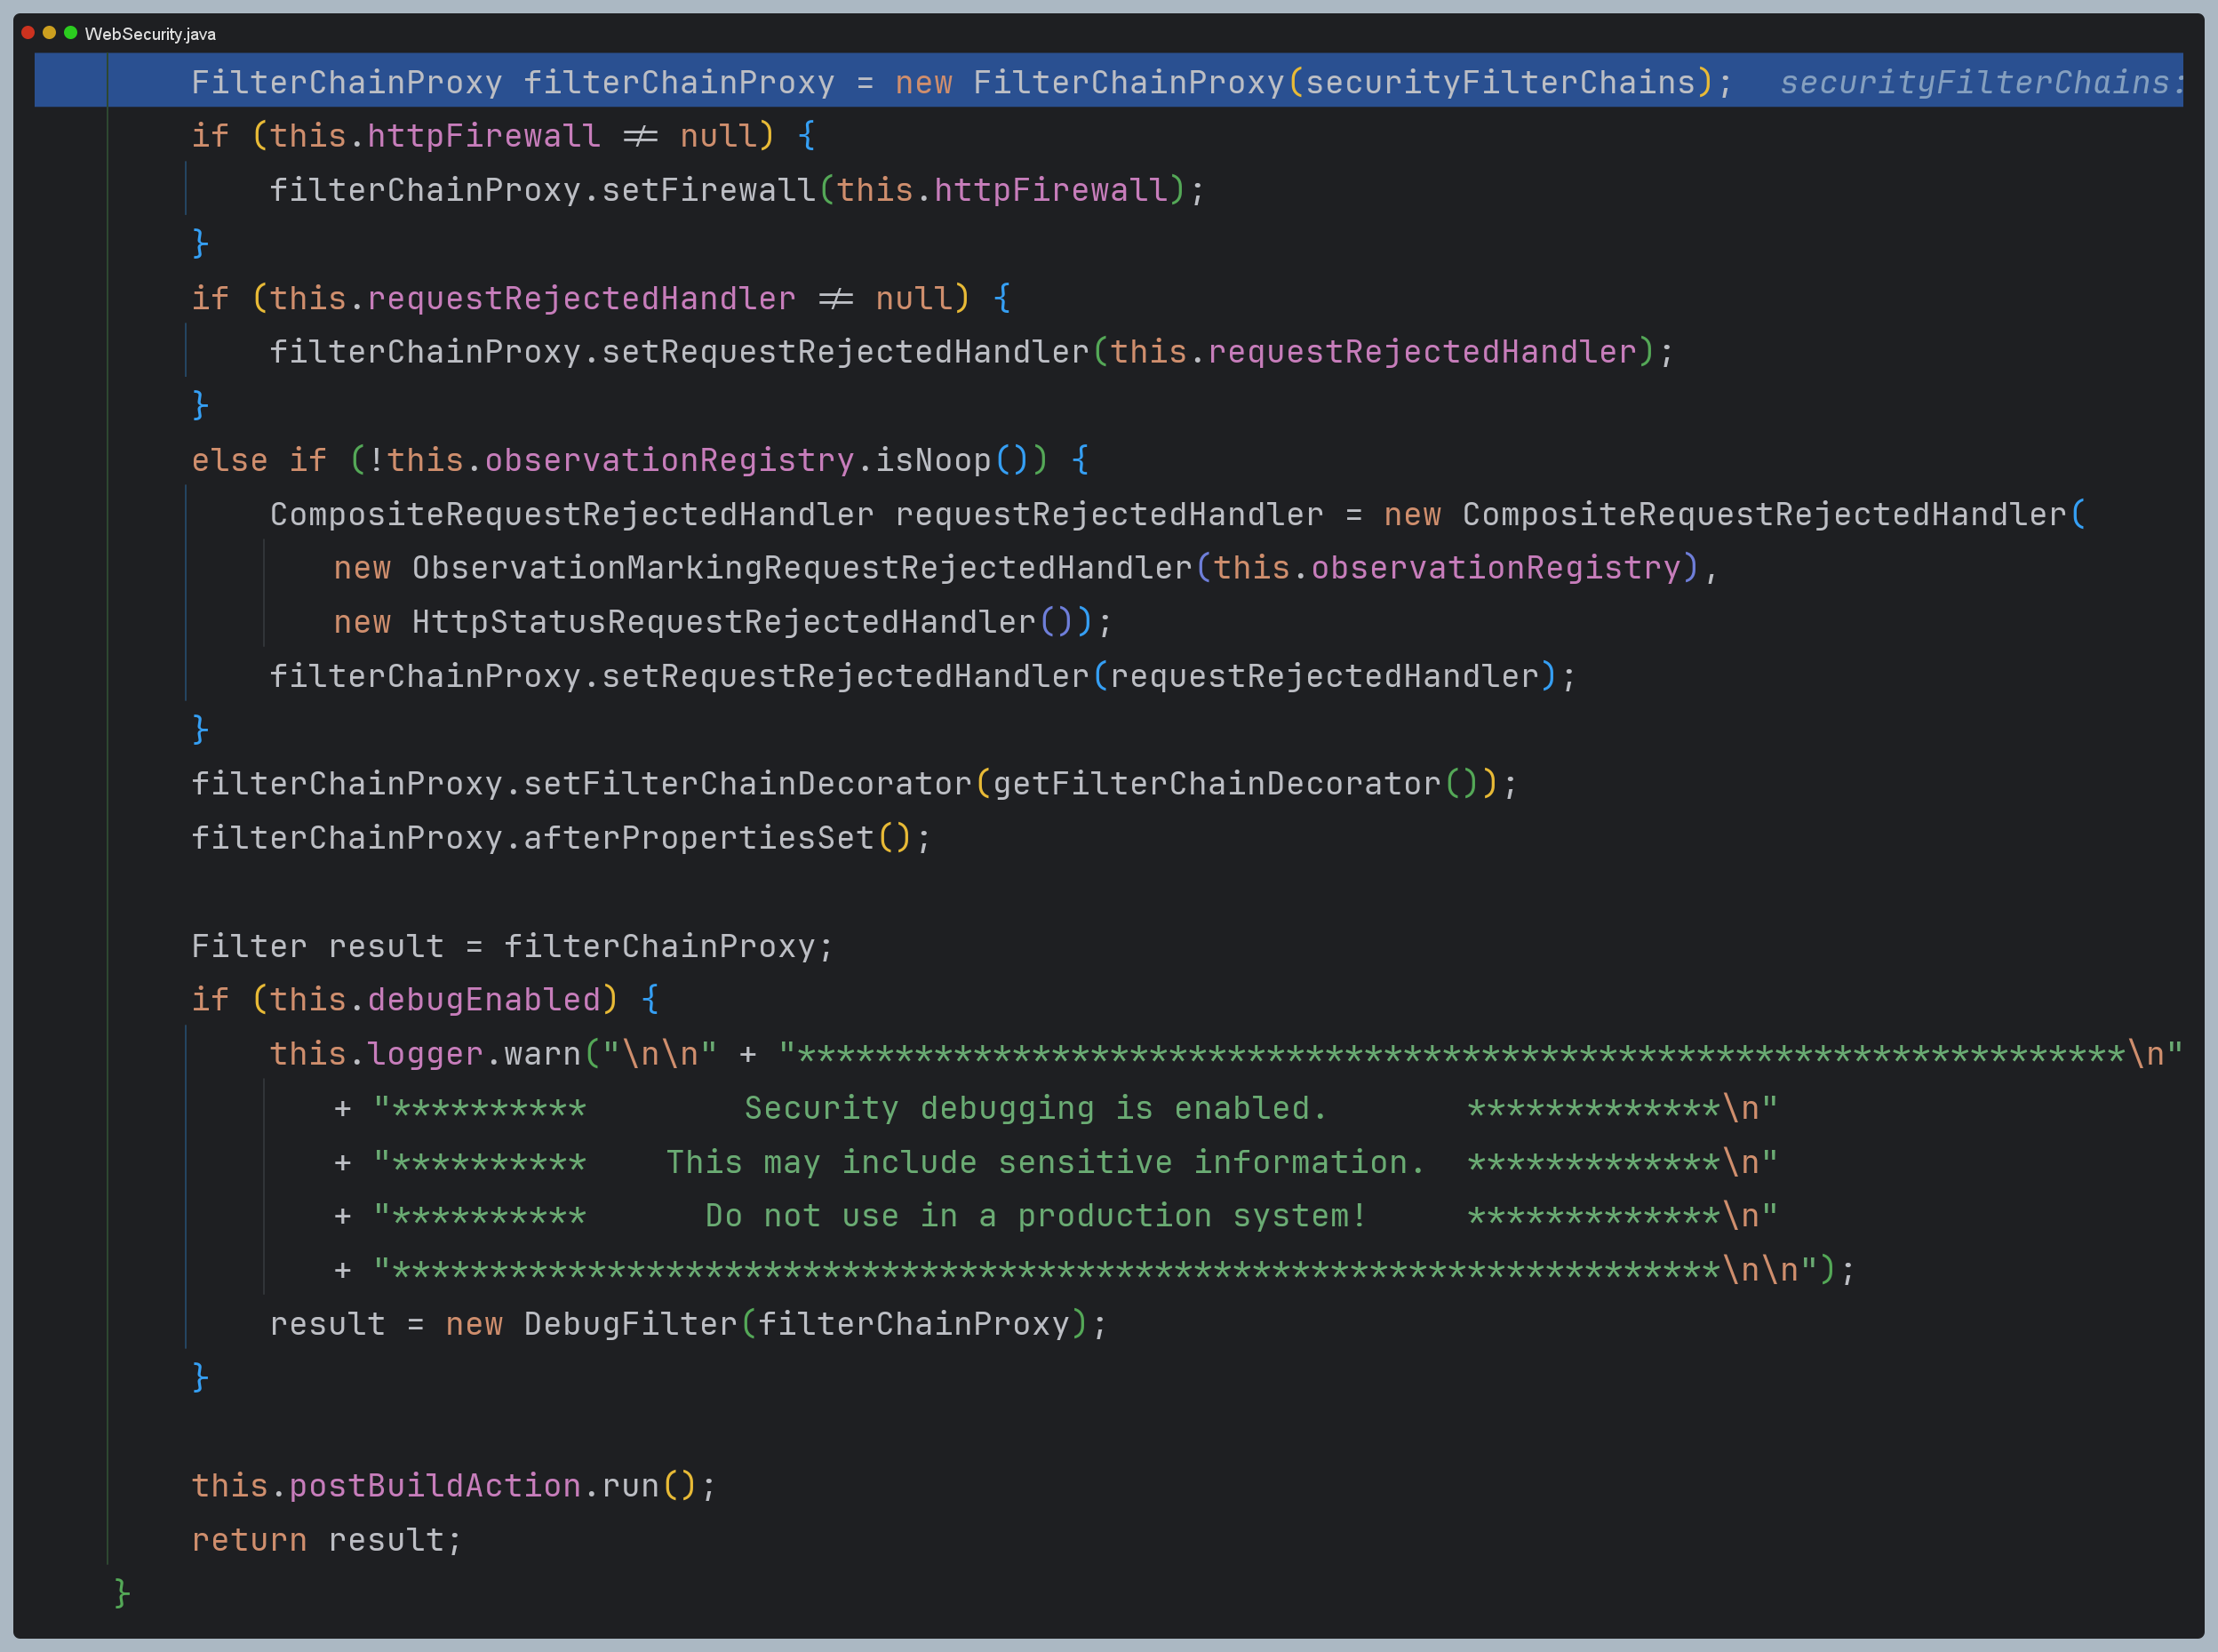 WebSecurity.java
FilterChainProxy filterChainProxy = new FilterChainProxy(securityFilterChains);  securityFilterChains:
if (this.httpFirewall != null) {
filterChainProxy.setFirewall(this.httpFirewall);
}
if (this.requestRejectedHandler != null) {
filterChainProxy.setRequestRejectedHandler(this.requestRejectedHandler);
}
else if (!this.observationRegistry.isNoop()) {
CompositeRequestRejectedHandler requestRejectedHandler = new CompositeRequestRejectedHandler(
new ObservationMarkingRequestRejectedHandler(this.observationRegistry),
new HttpStatusRequestRejectedHandler());
filterChainProxy.setRequestRejectedHandler(requestRejectedHandler);
}
filterChainProxy.setFilterChainDecorator(getFilterChainDecorator());
filterChainProxy.afterPropertiesSet();
Filter result = filterChainProxy;
if (this.debugEnabled) {
this.logger.warn("\n\n" + "********************************************************************\n"
+ "**********        Security debugging is enabled.       *************\n"
+ "**********    This may include sensitive information.  *************\n"
+ "**********      Do not use in a production system!     *************\n"
+ "********************************************************************\n\n");
result = new DebugFilter(filterChainProxy);
}
this.postBuildAction.run();
return result;
}